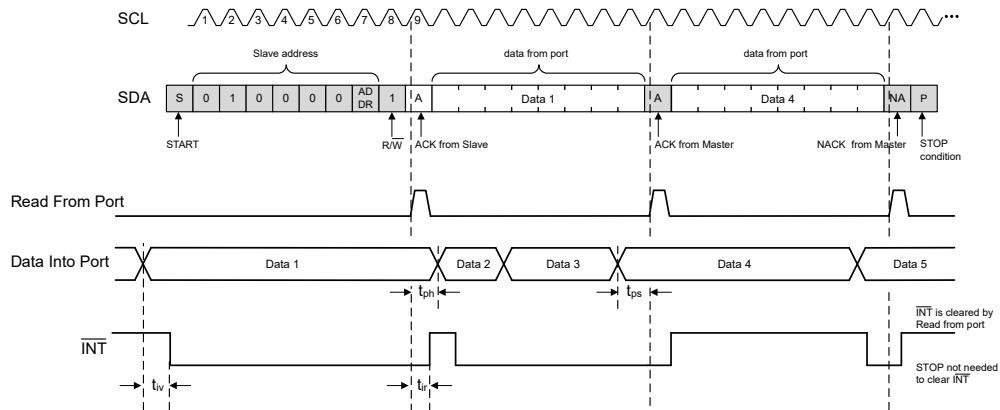 SCL
1 2 3 4 5 6 7 8 9
...
Slave address
data from port
data from port
SDA
S 0 1 0 0 0 0 AD DR 1 A Data 1 A Data 4 NA P
START
R/W
ACK from Slave
ACK from Master
NACK from Master
STOP condition
Read From Port
Data Into Port
Data 1 Data 2 Data 3 Data 4 Data 5
tph
tps
INT
INT is cleared by
Read from port
STOP not needed
to clear INT
tiv
tir